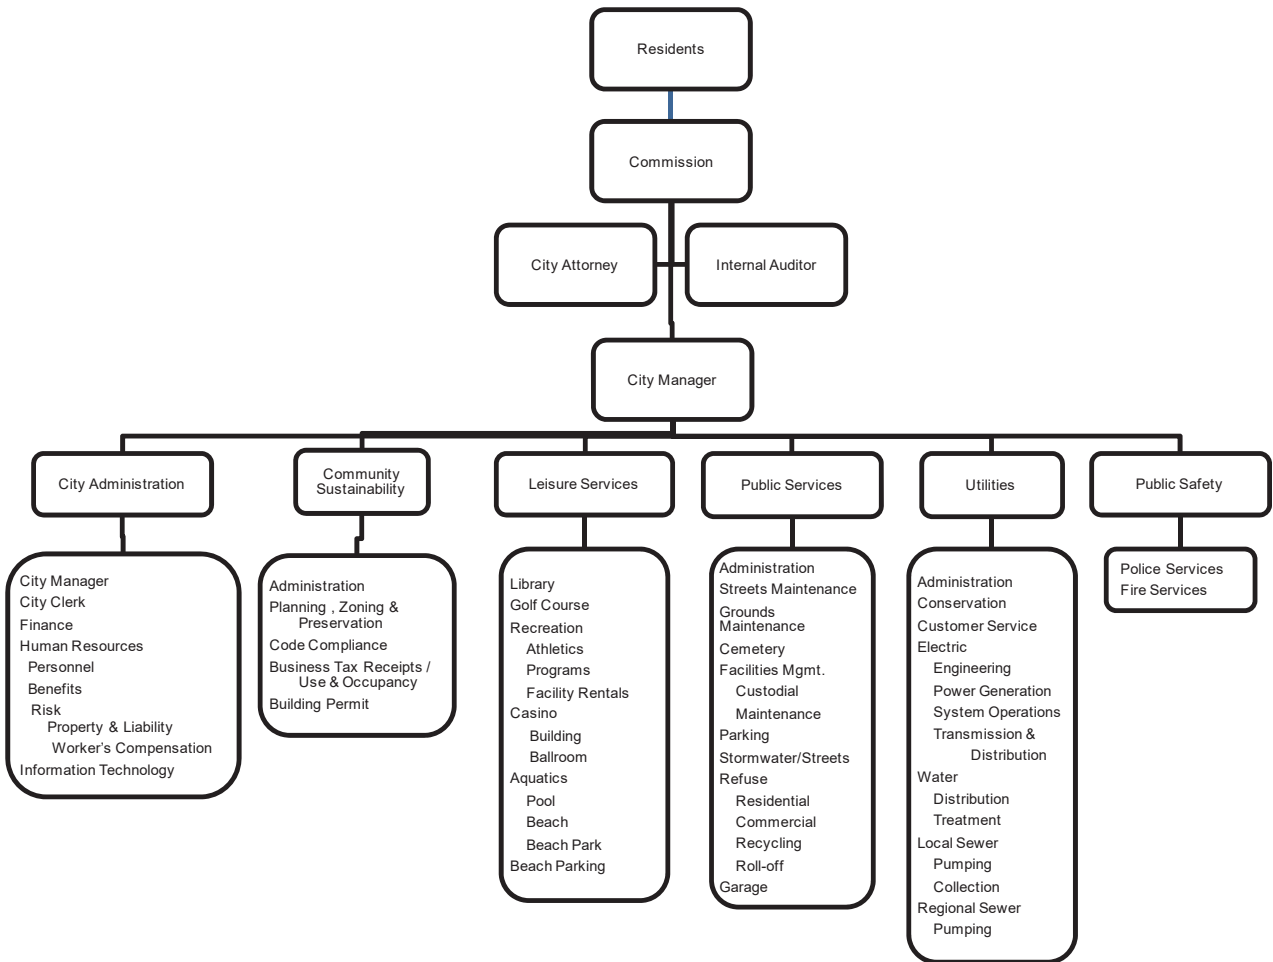 Residents
Commission
City Attorney
Internal Auditor
City Manager
City Administration
Community
Sustainability
Leisure Services
Public Services
Utilities
Public Safety
City Manager
City Clerk
Finance
Human Resources
Personnel
Benefits
Risk
Property & Liability
Worker's Compensation
Information Technology
Administration
Planning , Zoning &
Preservation
Code Compliance
Business Tax Receipts /
Use & Occupancy
Building Permit
Library
Golf Course
Recreation
Athletics
Programs
Facility Rentals
Casino
Building
Ballroom
Aquatics
Pool
Beach
Beach Park
Beach Parking
Administration
Streets Maintenance
Grounds
Maintenance
Cemetery
Facilities Mgmt.
Custodial
Maintenance
Parking
Stormwater/Streets
Refuse
Residential
Commercial
Recycling
Roll-off
Garage
Administration
Conservation
Customer Service
Electric
Engineering
Power Generation
System Operations
Transmission &
Distribution
Water
Distribution
Treatment
Local Sewer
Pumping
Collection
Regional Sewer
Pumping
Police Services
Fire Services